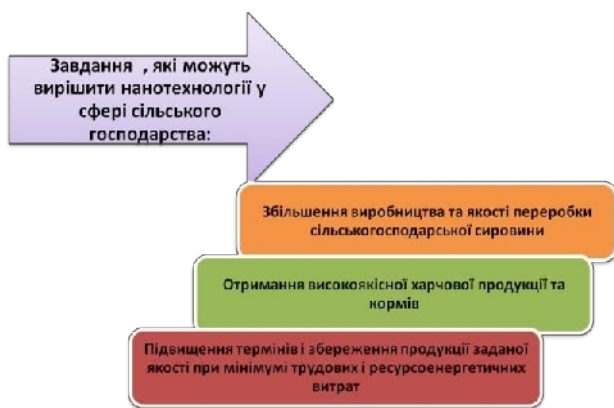 Завдання , які можуть
вирішити нанотехнології у
сфері сільського
господарства:
Збільшення виробництва та якості переробки
сільськогосподарської сировини
Отримання високоякісної харчової продукції та
кормів
Підвищення термінів і збереження продукції заданої
якості при мінімумі трудових і ресурсоенергетичних
витрат